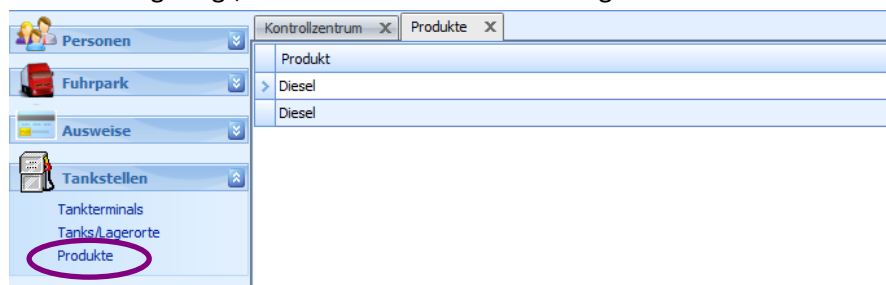 Personen
Fuhrpark
Ausweise
Tankstellen
Tankterminals
Tanks/Lagerorte
Produkte
Kontrollzentrum X Produkte X
Produkt
Diesel
Diesel